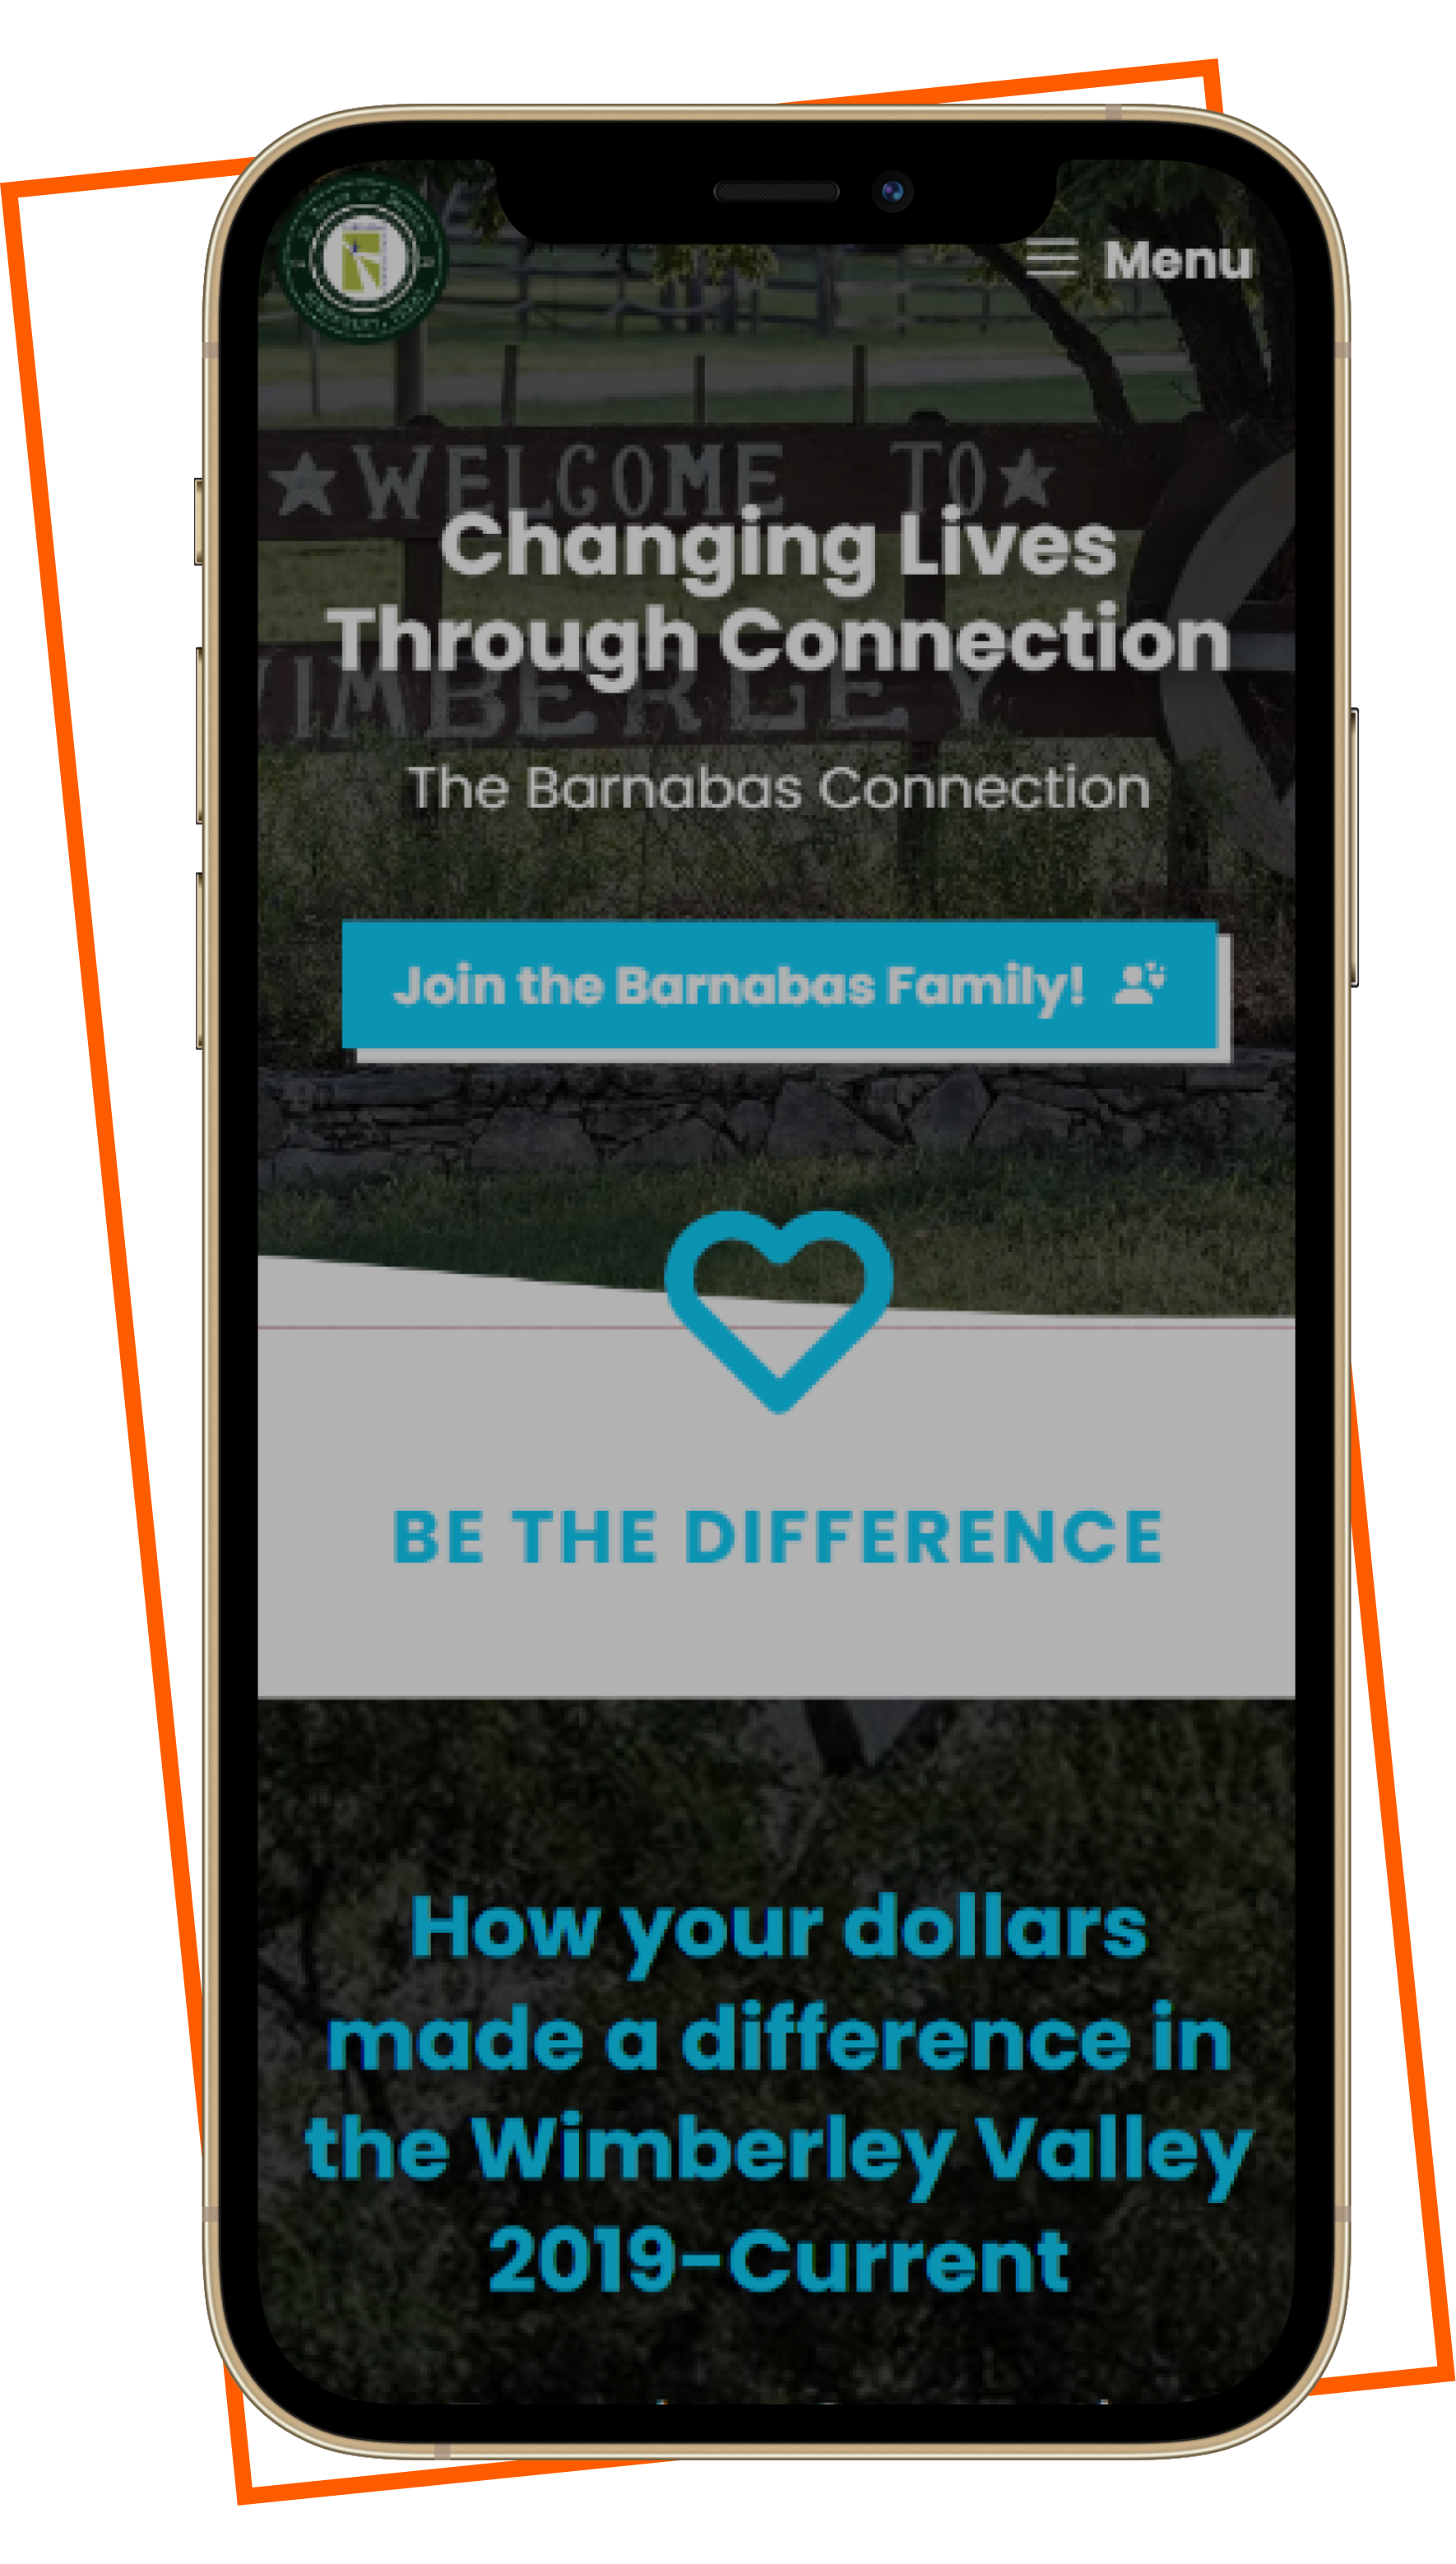 Menu
WELCOME TO
Changing Lives
Through Connection
IMBERLEY
The Barnabas Connection
Join the Barnabas Family!
BE THE DIFFERENCE
How your dollars
made a difference in
the Wimberley Valley
2019-Current